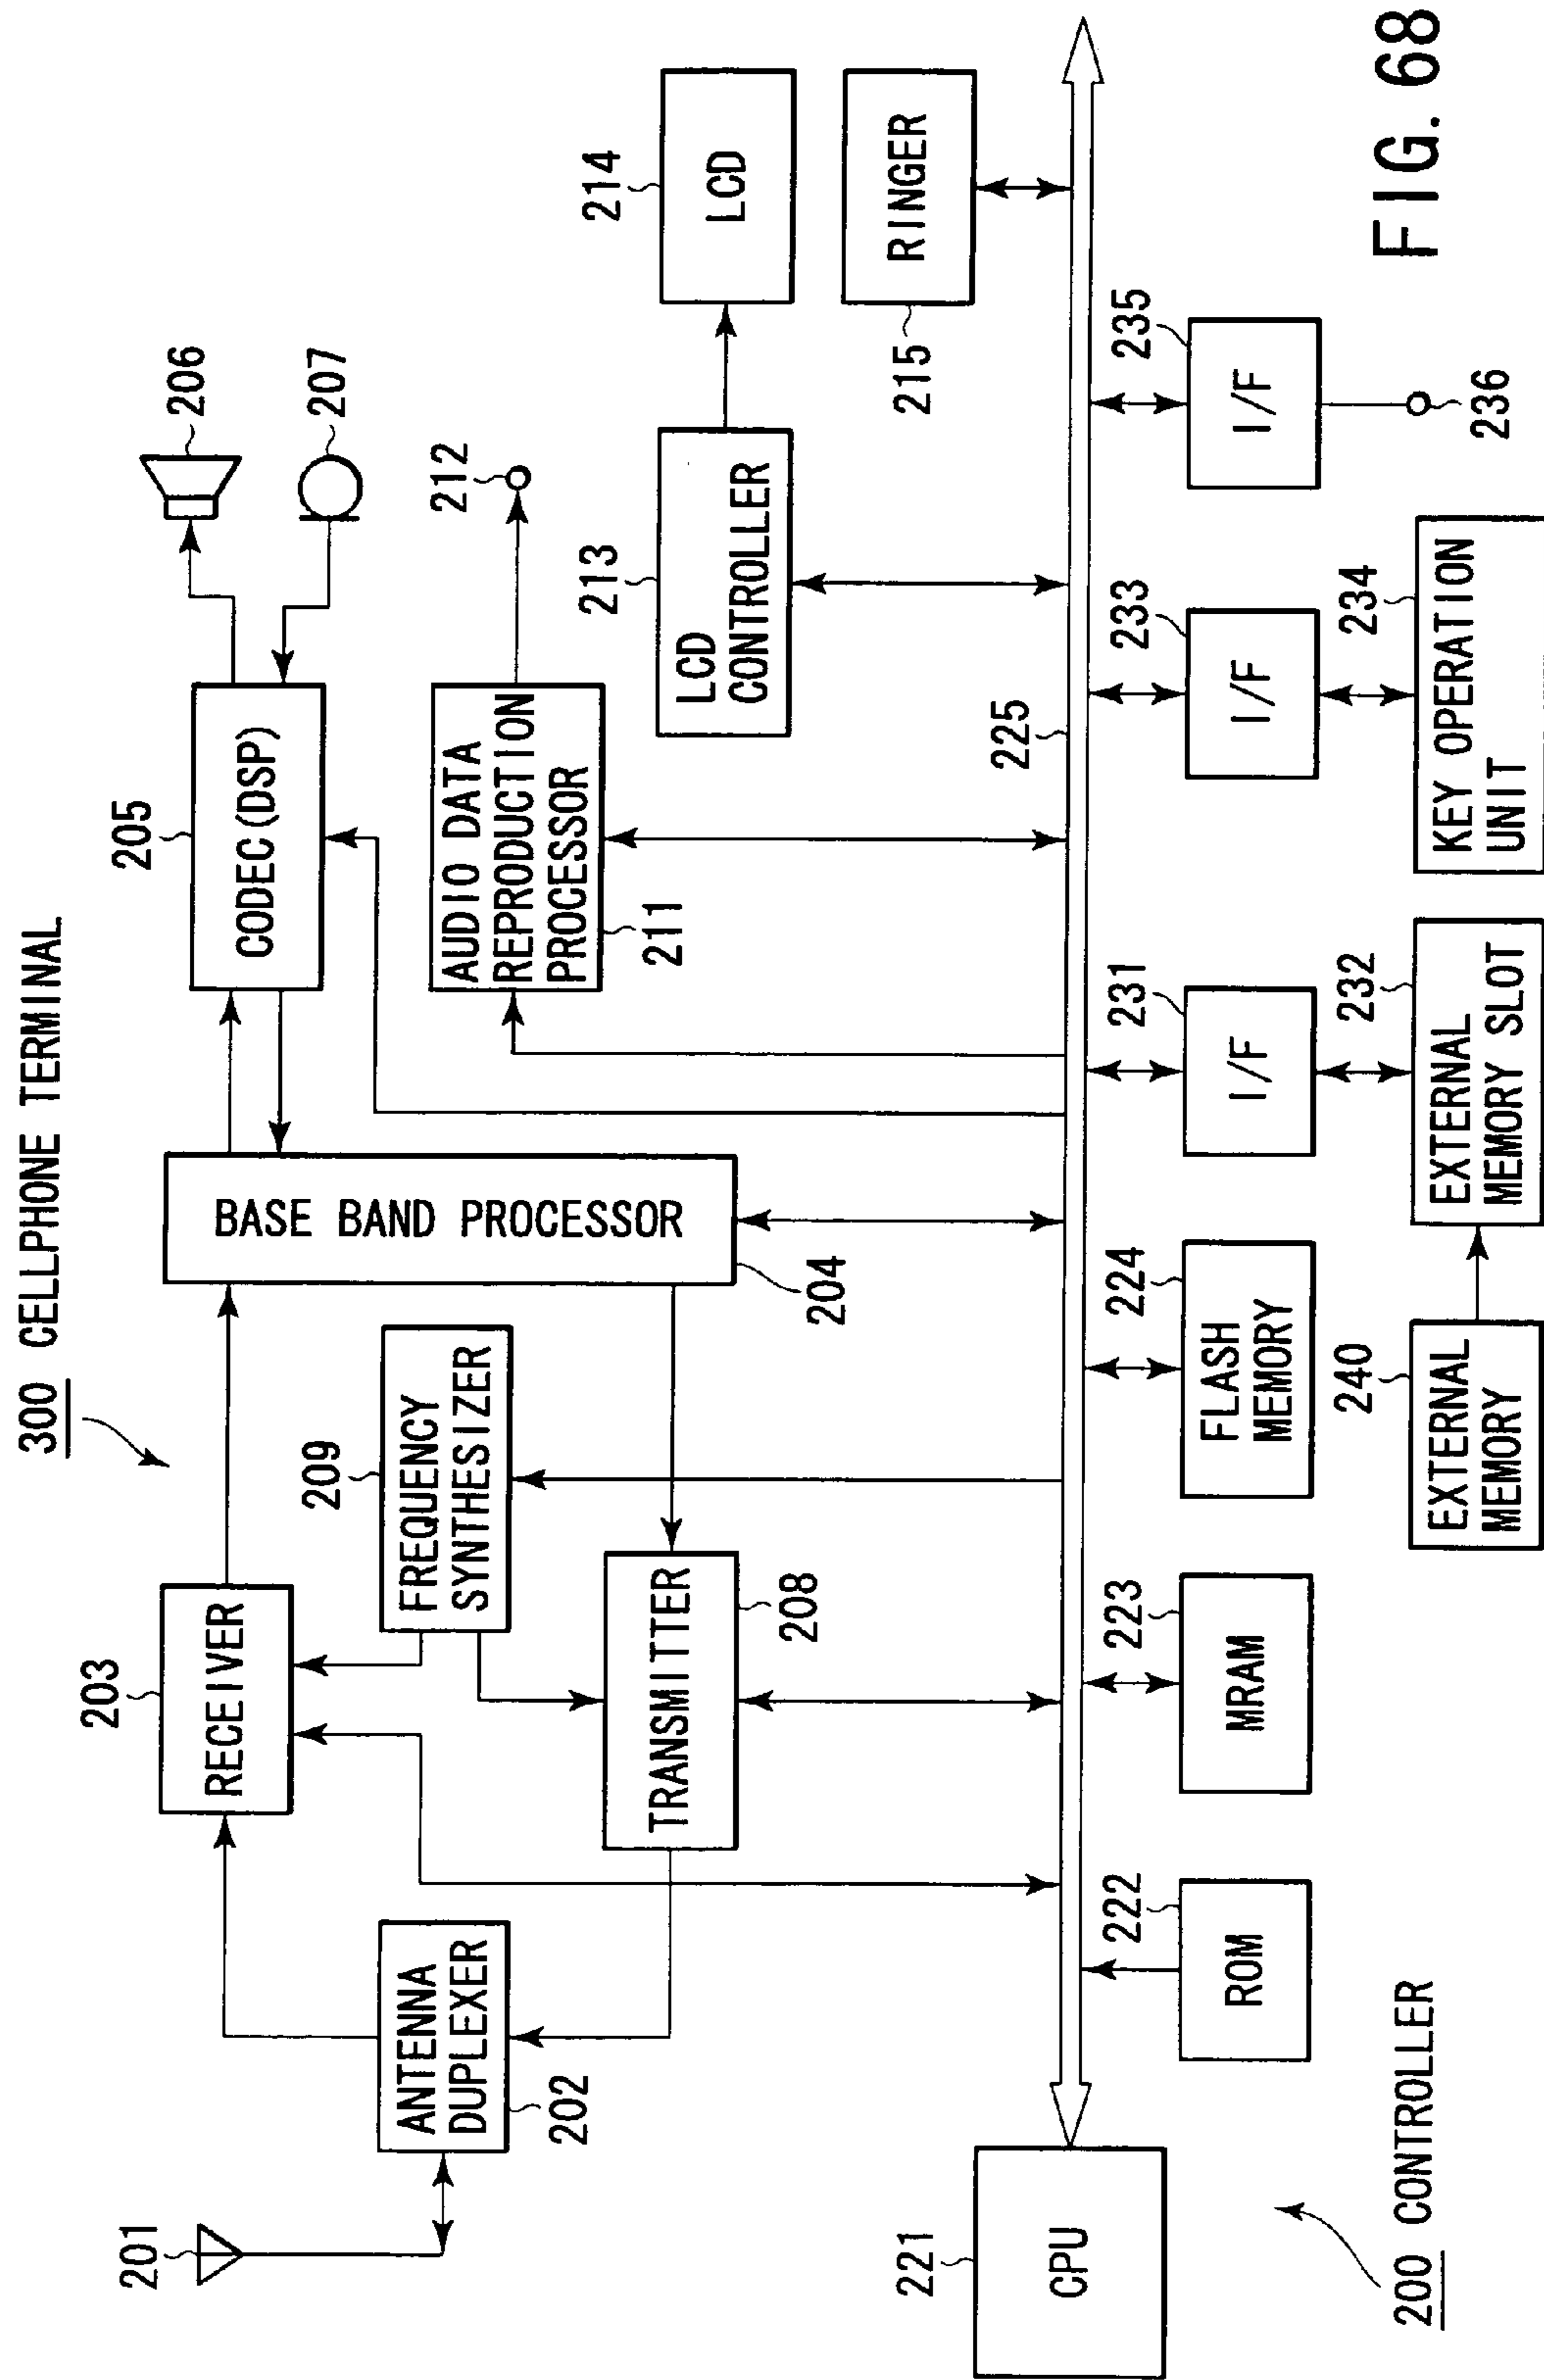 300 CELLPHONE TERMINAL
201
202
ANTENNA
DUPLEXER
203
RECEIVER
209
FREQUENCY
SYNTHESIZER
TRANSMITTER
208
BASE BAND PROCESSOR
204
205
CODEC(DSP)
206
207
AUDIO DATA
REPRODUCTION
PROCESSOR
211
212
213
LCD
CONTROLLER
214
LCD
215
RINGER
225
221
CPU
222
ROM
223
MRAM
224
FLASH
MEMORY
231
I/F
233
I/F
235
I/F
240
EXTERNAL
MEMORY
232
EXTERNAL
MEMORY SLOT
234
KEY OPERATION
UNIT
236
200 CONTROLLER
FIG. 68